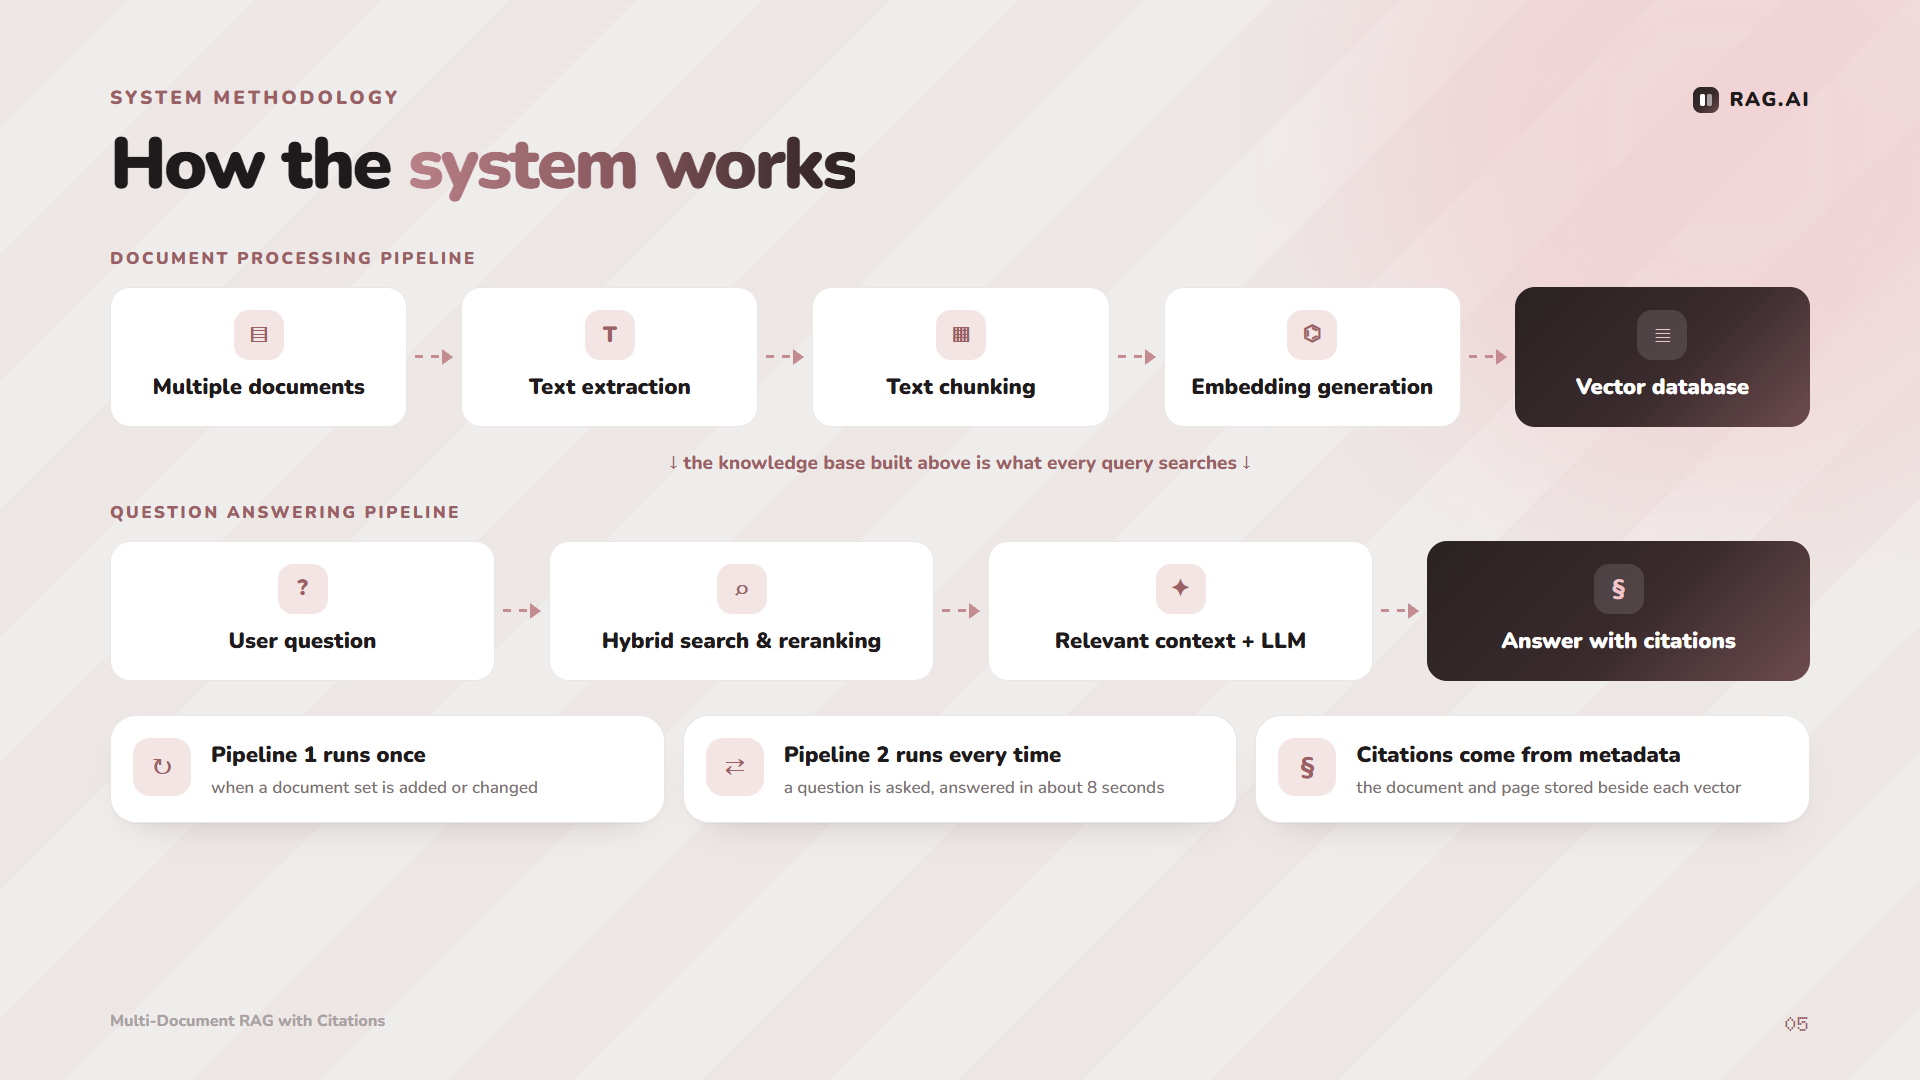 SYSTEM METHODOLOGY
RAG.AI
How the system works
DOCUMENT PROCESSING PIPELINE
Multiple documents
T
Text extraction
Text chunking
Embedding generation
Vector database
↓ the knowledge base built above is what every query searches ↓
QUESTION ANSWERING PIPELINE
?
User question
Hybrid search & reranking
Relevant context + LLM
§
Answer with citations
Pipeline 1 runs once
when a document set is added or changed
Pipeline 2 runs every time
a question is asked, answered in about 8 seconds
§
Citations come from metadata
the document and page stored beside each vector
Multi-Document RAG with Citations
05